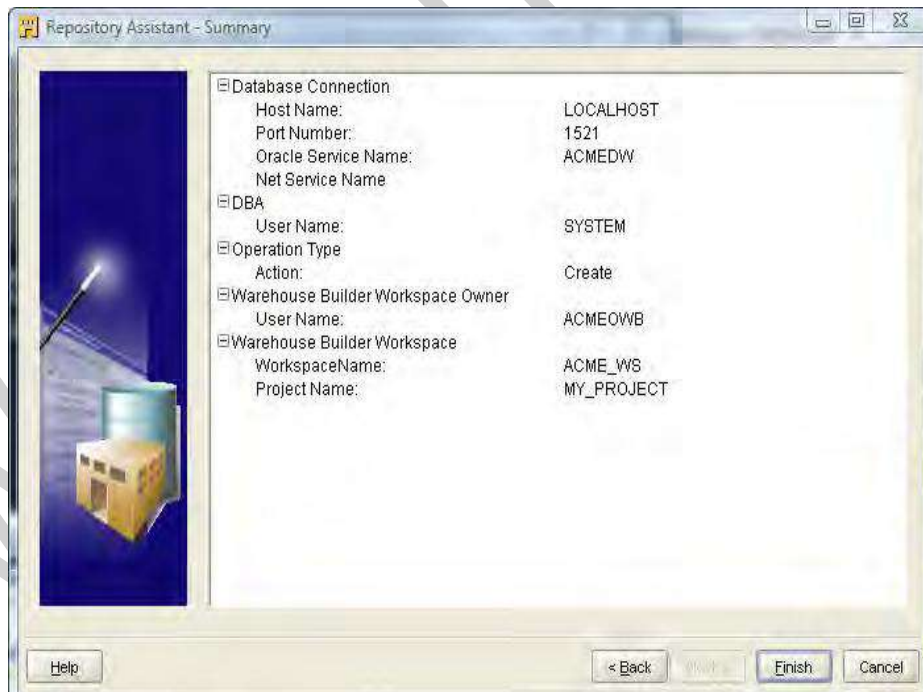 Repository Assistant - Summary
Database Connection
Host Name: LOCALHOST
Port Number: 1521
Oracle Service Name: ACMEDW
Net Service Name
DBA
User Name: SYSTEM
Operation Type
Action: Create
Warehouse Builder Workspace Owner
User Name: ACMEOWB
Warehouse Builder Workspace
WorkspaceName: ACME_WS
Project Name: MY_PROJECT
Help < Back Finish Cancel